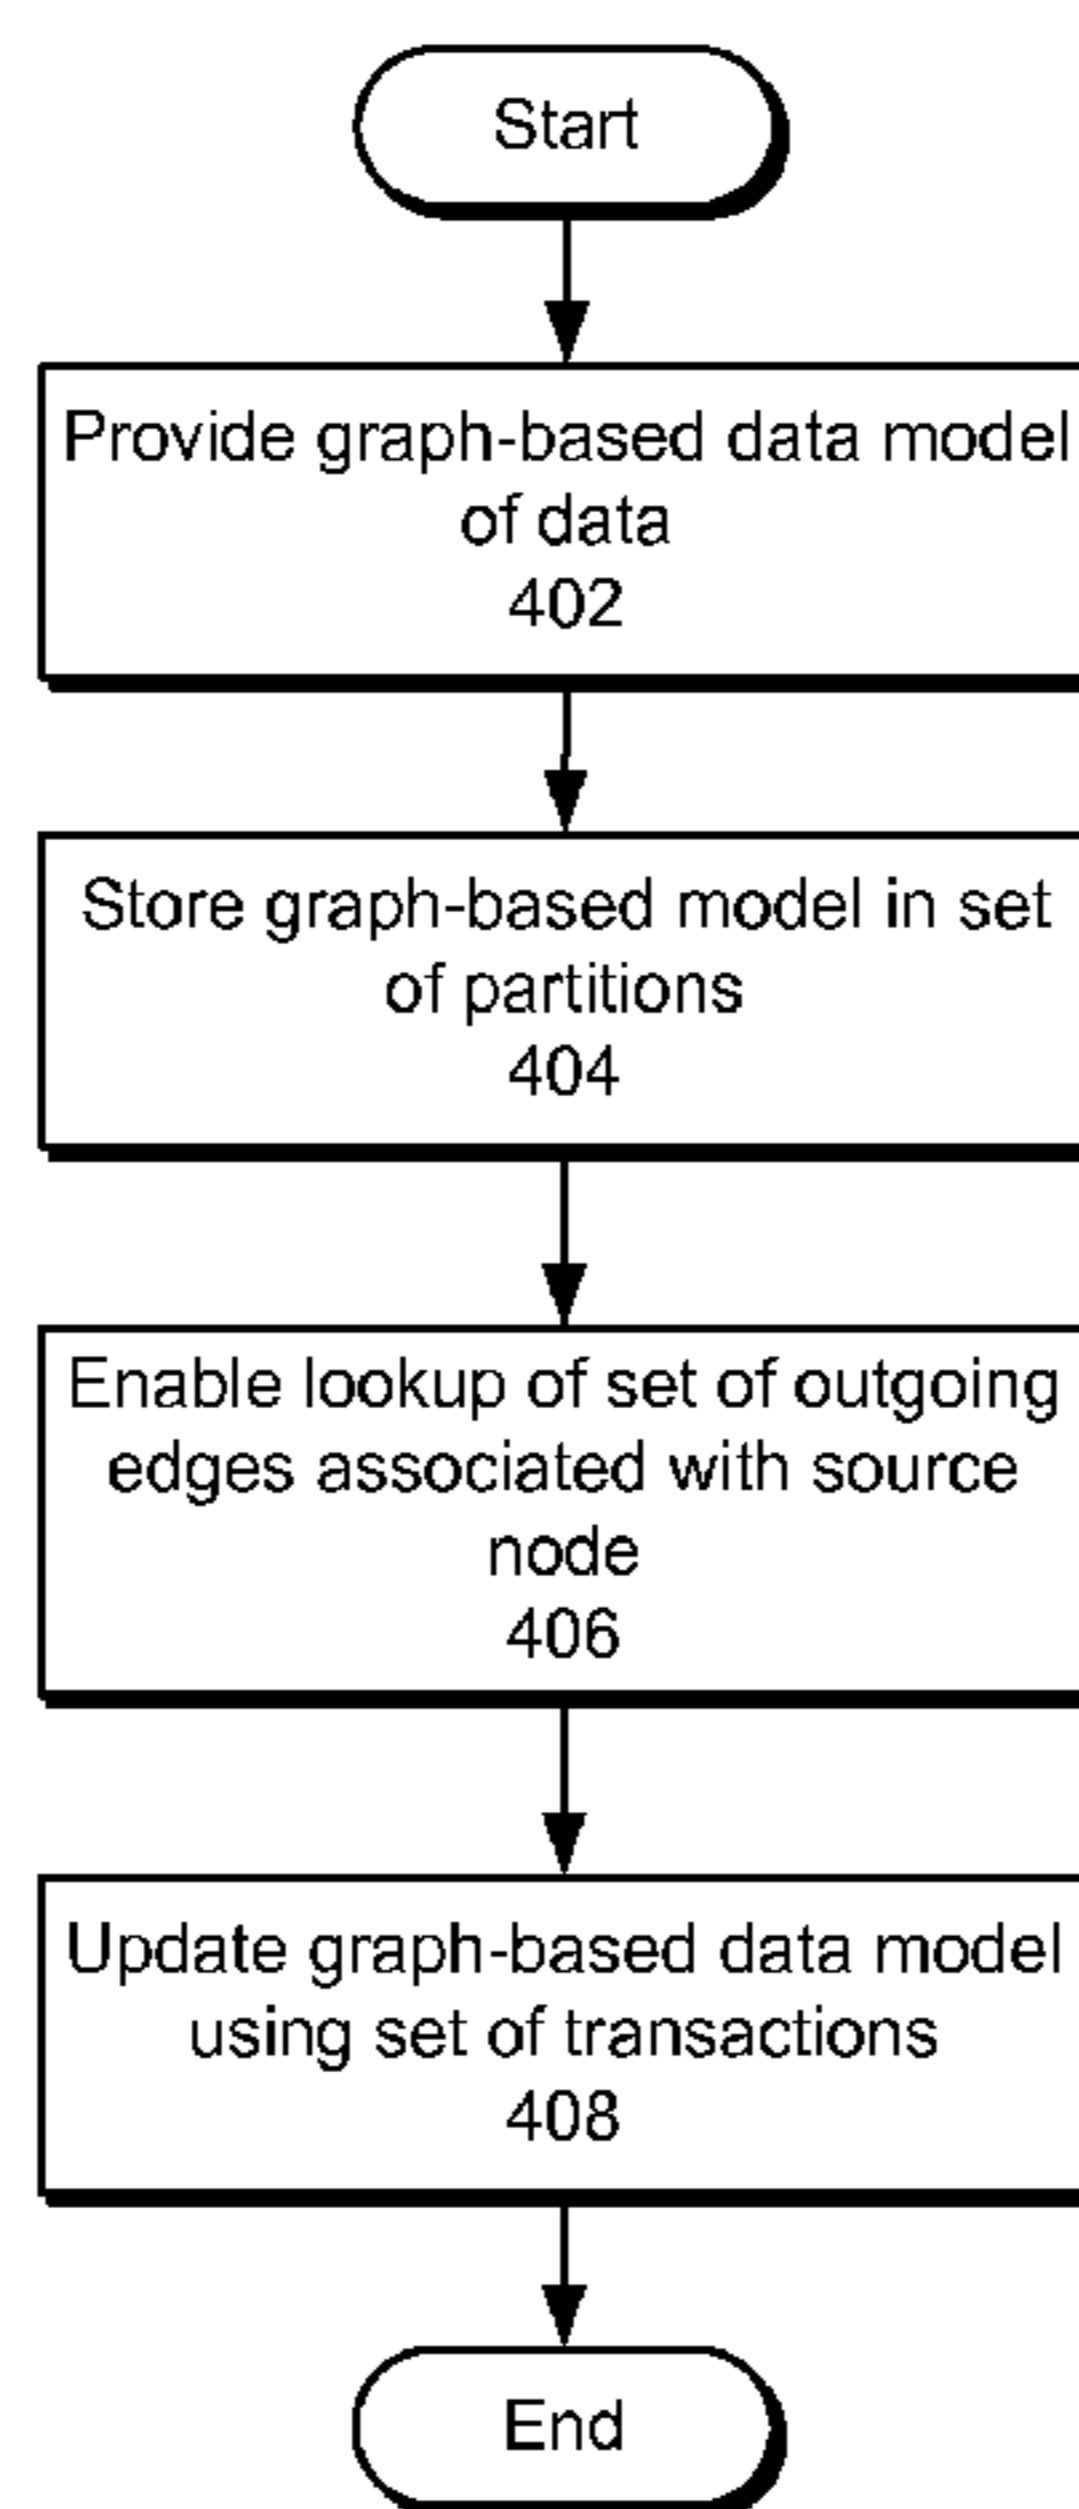 Start
Provide graph-based data model
of data
402
Store graph-based model in set
of partitions
404
Enable lookup of set of outgoing
edges associated with source
node
406
Update graph-based data model
using set of transactions
408
End